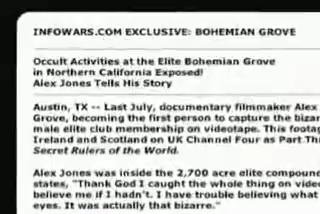 INFOWARS.COM EXCLUSIVE: BOHEMIAN GROVE
Occult Activities at the Elite Bohemian Grove
in Northern California Exposed!
Alex Jones Tells His Story
Austin, TX -- Last July, documentary filmmaker Alex
Grove, becoming the first person to capture the bizar
male elite club membership on videotape. This footag
Ireland and Scotland on UK Channel Four as Part Thr
Secret Rulers of the World.
Alex Jones was inside the 2,700 acre elite compound
states, "Thank God I caught the whole thing on vide
believe me if I hadn't. I have trouble believing what
eyes. It was actually that bizarre."